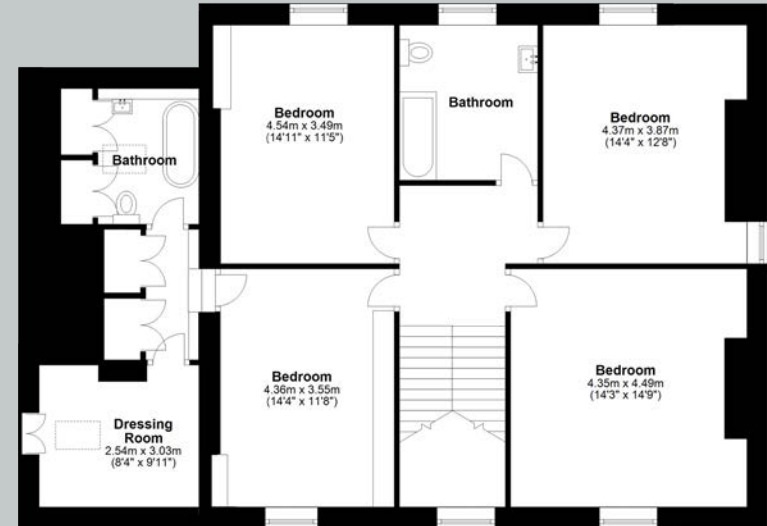 Bedroom
4.54m x 3.49m
(14'11" x 11'5")
Bathroom
Bedroom
4.37m x 3.87m
(14'4" x 12'8")
Bathroom
Bedroom
4.36m x 3.55m
(14'4" x 11'8")
Bedroom
4.35m x 4.49m
(14'3" x 14'9")
Dressing
Room
2.54m x 3.03m
(8'4" x 9'11")